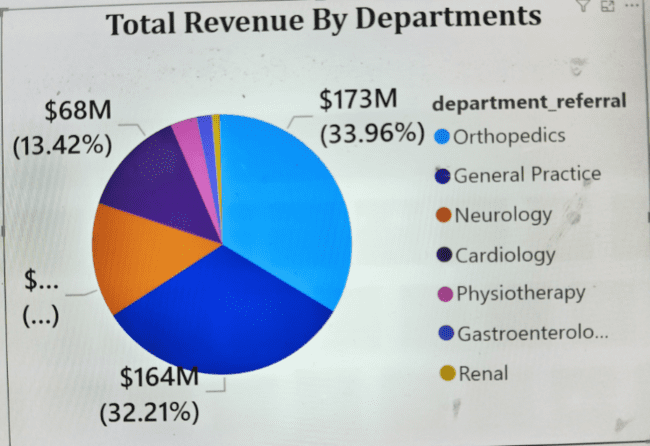 Total Revenue By Departments
$68M
(13.42%)
$173M
(33.96%)
department_referral
Orthopedics
General Practice
Neurology
Cardiology
Physiotherapy
Gastroenterolo...
Renal
$...
(...)
$164M
(32.21%)